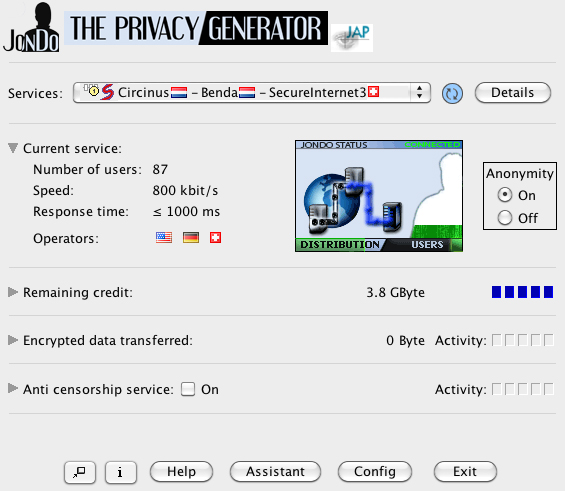 JonDo THE PRIVACY GENERATOR JAP
Services: Circinus – Benda – SecureInternet3 Details
Current service:
Number of users: 87
Speed: 800 kbit/s
Response time: ≤ 1000 ms
Operators:
JONDO STATUS CONNECTED
DISTRIBUTION USERS
Anonymity
On
Off
Remaining credit: 3.8 GByte
Encrypted data transferred: 0 Byte Activity:
Anti censorship service: On Activity:
i Help Assistant Config Exit